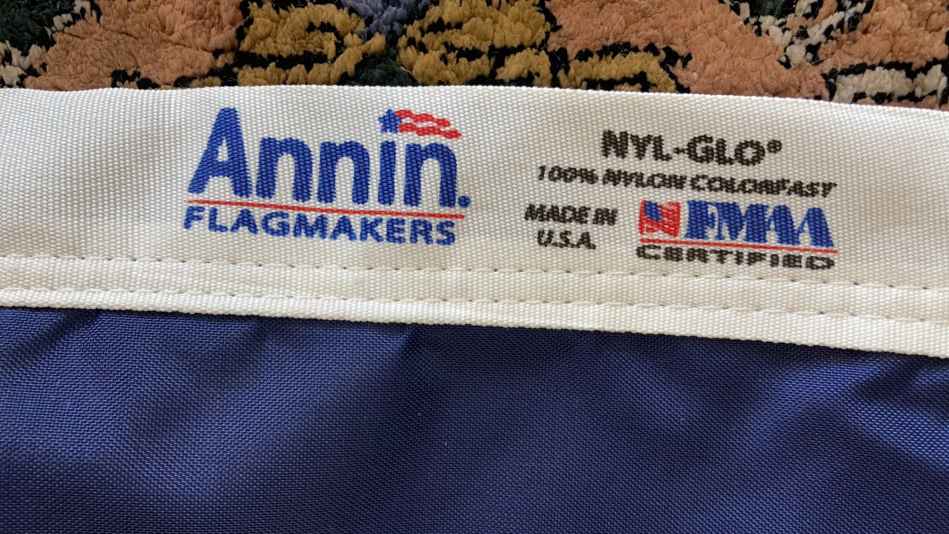 Annin.
FLAGMAKERS
NYL-GLO®
100% NYLON COLORFAST
MADE IN
U.S.A.
FMAA
CERTIFIED